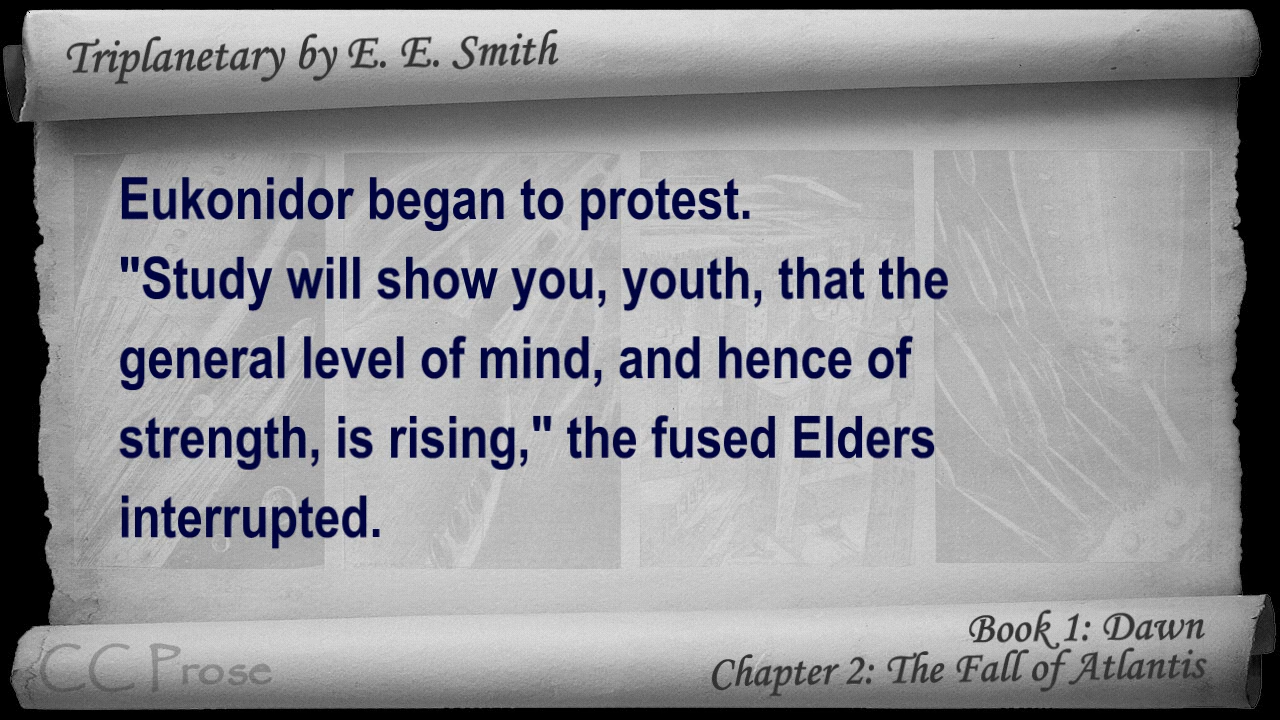 Triplanetary by E. E. Smith
Eukonidor began to protest.
"Study will show you, youth, that the
general level of mind, and hence of
strength, is rising," the fused Elders
interrupted.
Book 1: Dawn
Chapter 2: The Fall of Atlantis
CC Prose